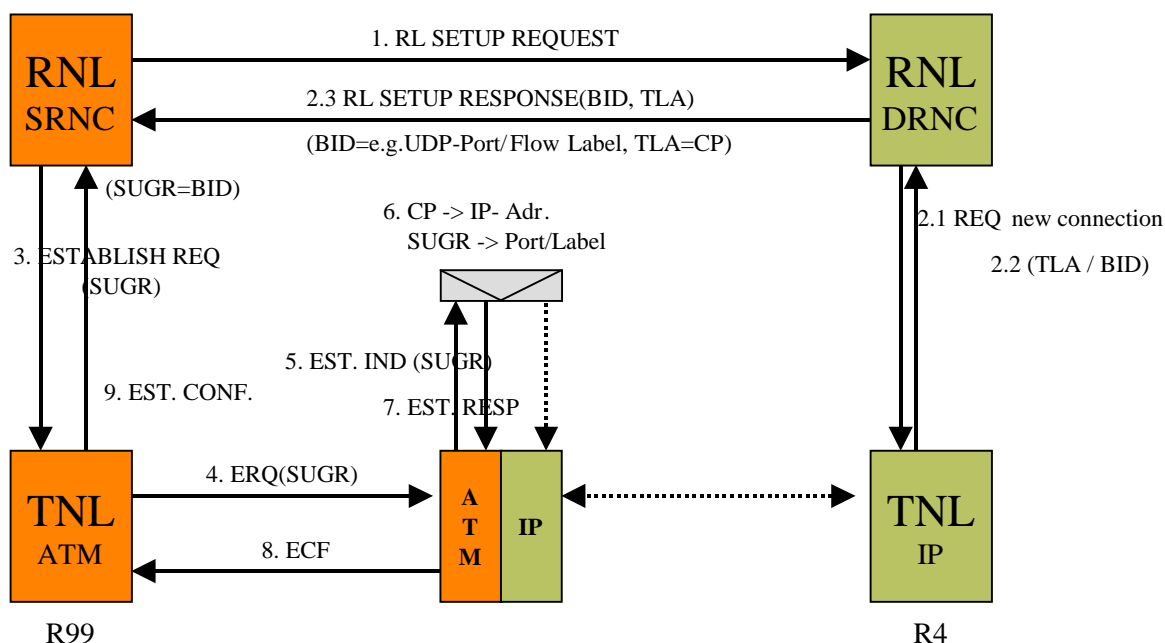 1. RL SETUP REQUEST
RNL
SRNC
RNL
DRNC
2.3 RL SETUP RESPONSE(BID, TLA)
(BID=e.g.UDP-Port/Flow Label, TLA=CP)
(SUGR=BID)
6. CP -> IP- Adr.
SUGR -> Port/Label
2.1 REQ new connection
2.2 (TLA / BID)
3. ESTABLISH REQ
(SUGR)
5. EST. IND (SUGR)
9. EST. CONF.
7. EST. RESP
4. ERQ(SUGR)
TNL
ATM
A
T
M
IP
TNL
IP
8. ECF
R99
R4